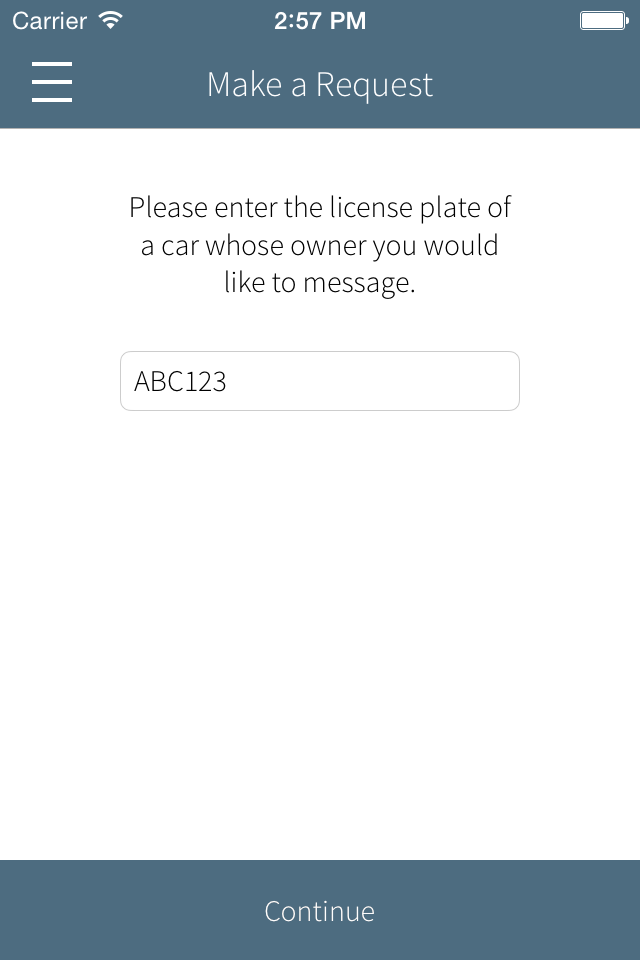 Carrier 2:57 PM
Make a Request
Please enter the license plate of
a car whose owner you would
like to message.
ABC123
Continue